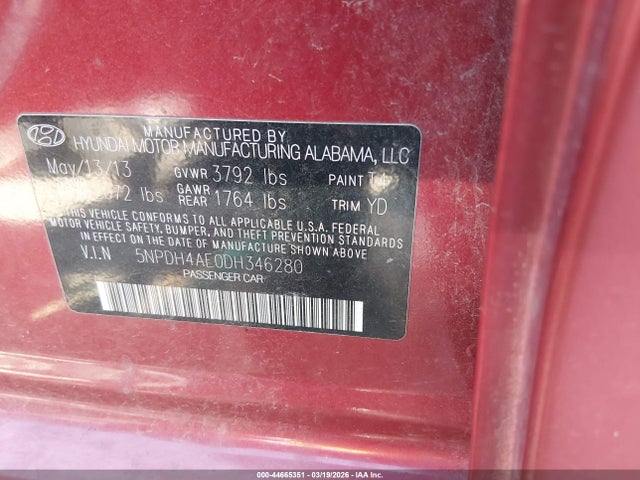 MANUFACTURED BY
HYUNDAI MOTOR MANUFACTURING ALABAMA, LLC
May/13/13 GVWR 3792 lbs PAINT
lbs GAWR REAR 1764 lbs TRIM YD
THIS VEHICLE CONFORMS TO ALL APPLICABLE U.S.A. FEDERAL
MOTOR VEHICLE SAFETY, BUMPER, AND THEFT PREVENTION
STANDARDS IN EFFECT ON THE DATE OF MANUFACTURE SHOWN ABOVE
V.I.N 5NPDH4AE0DH346280
PASSENGER CAR
000-44665351 | 03/19/2026 | IAA Inc.